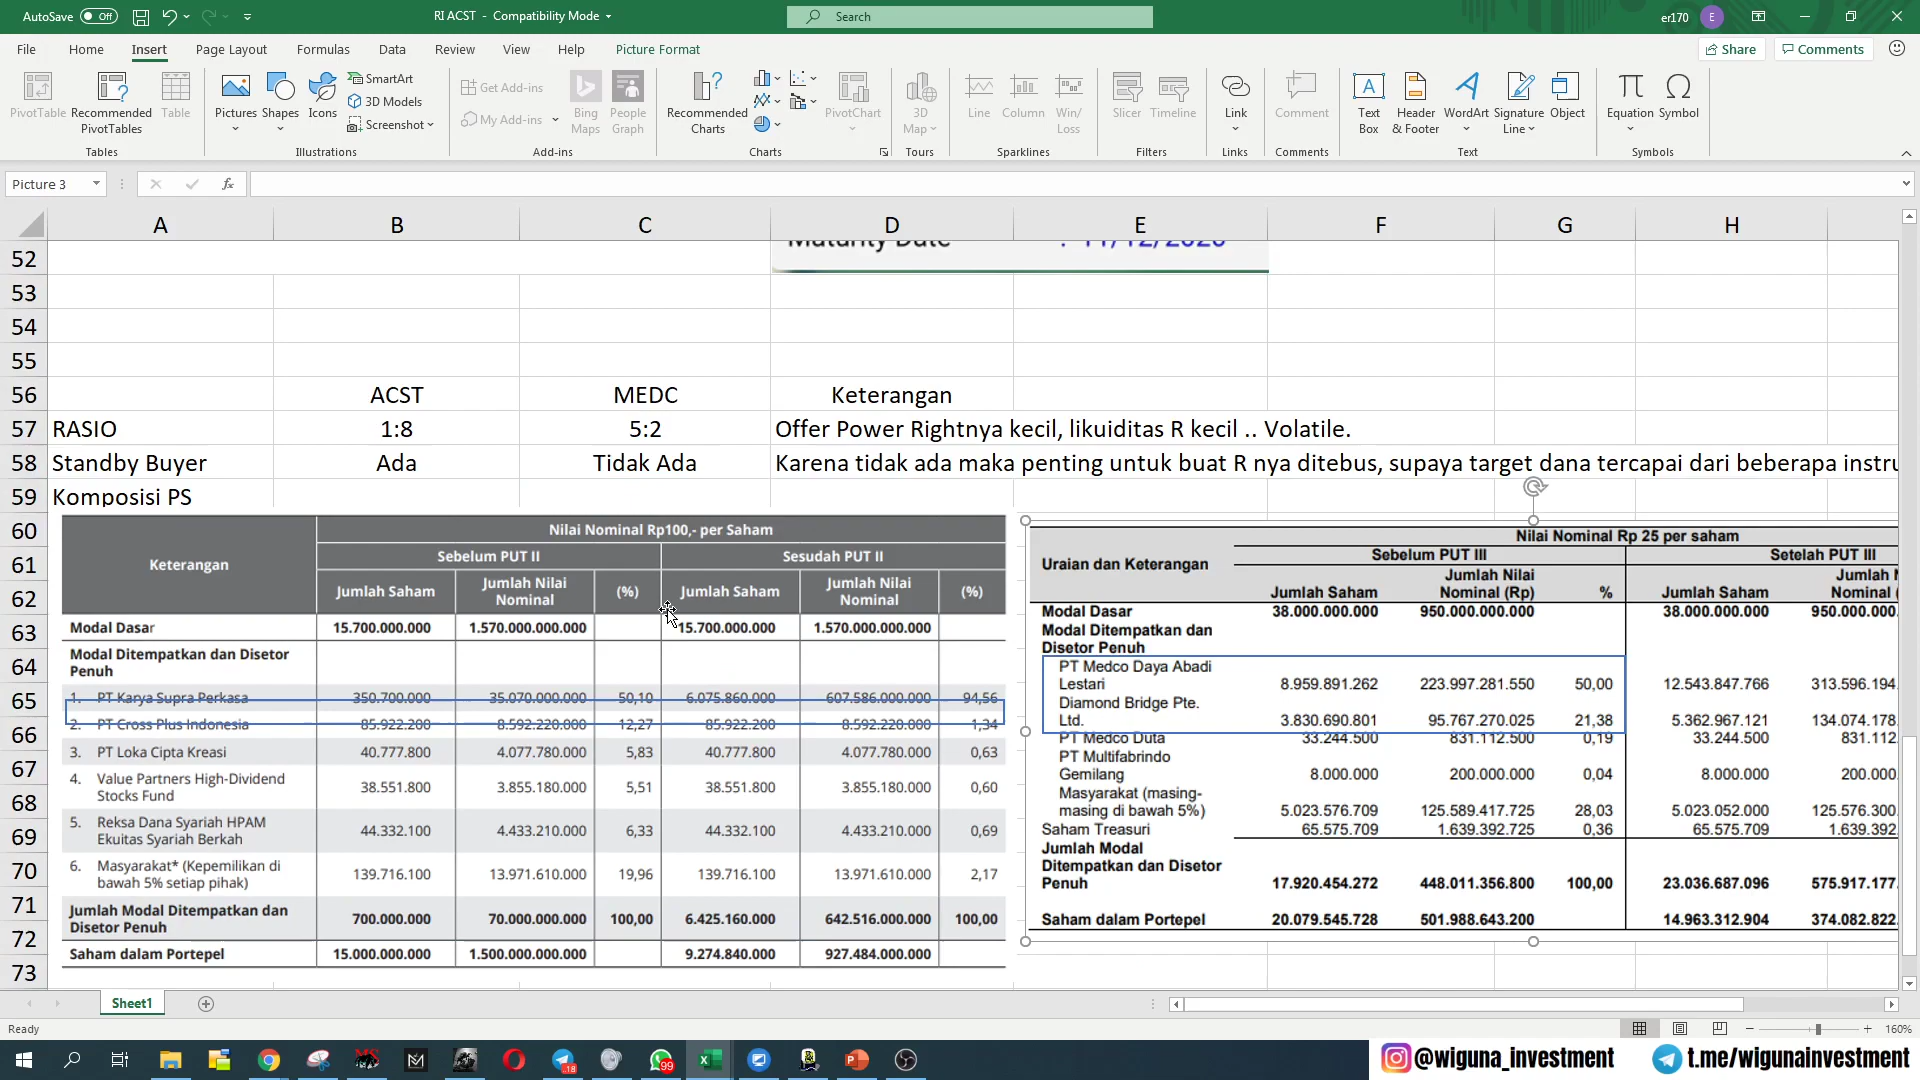 AutoSave Off
RI ACST - Compatibility Mode
Search
er170 E
File Home Insert Page Layout Formulas Data Review View Help Picture Format
Share Comments
PivotTable Recommended PivotTables Table
Pictures Shapes Icons SmartArt 3D Models Screenshot
Get Add-ins My Add-ins Bing Maps People Graph
Recommended Charts PivotChart 3D Map
Line Column Win/Loss Slicer Timeline Link Comment
Text Box Header & Footer WordArt Signature Line Object Equation Symbol
Tables Illustrations Add-ins Charts Tours Sparklines Filters Links Comments Text Symbols
Picture 3 fx
A B C D E F G H
52 Maturity Date : 11/12/2023
53
54
55
56 ACST MEDC Keterangan
57 RASIO 1:8 5:2 Offer Power Rightnya kecil, likuiditas R kecil .. Volatile.
58 Standby Buyer Ada Tidak Ada Karena tidak ada maka penting untuk buat R nya ditebus, supaya target dana tercapai dari beberapa instru
59 Komposisi PS
60
61
62
63
64
65
66
67
68
69
70
71
72
73
Keterangan Nilai Nominal Rp100,- per Saham
Sebelum PUT II Sesudah PUT II
Jumlah Saham Jumlah Nilai Nominal (%) Jumlah Saham Jumlah Nilai Nominal (%)
Modal Dasar 15.700.000.000 1.570.000.000.000 15.700.000.000 1.570.000.000.000
Modal Ditempatkan dan Disetor Penuh
1. PT Karya Supra Perkasa 350.700.000 35.070.000.000 50,10 6.075.860.000 607.586.000.000 94,56
2. PT Cross Plus Indonesia 85.922.200 8.592.220.000 12,27 85.922.200 8.592.220.000 1,34
3. PT Loka Cipta Kreasi 40.777.800 4.077.780.000 5,83 40.777.800 4.077.780.000 0,63
4. Value Partners High-Dividend Stocks Fund 38.551.800 3.855.180.000 5,51 38.551.800 3.855.180.000 0,60
5. Reksa Dana Syariah HPAM Ekuitas Syariah Berkah 44.332.100 4.433.210.000 6,33 44.332.100 4.433.210.000 0,69
6. Masyarakat* (Kepemilikan di bawah 5% setiap pihak) 139.716.100 13.971.610.000 19,96 139.716.100 13.971.610.000 2,17
Jumlah Modal Ditempatkan dan Disetor Penuh 700.000.000 70.000.000.000 100,00 6.425.160.000 642.516.000.000 100,00
Saham dalam Portepel 15.000.000.000 1.500.000.000.000 9.274.840.000 927.484.000.000
Uraian dan Keterangan Nilai Nominal Rp 25 per saham
Sebelum PUT III Setelah PUT III
Jumlah Saham Jumlah Nilai Nominal (Rp) % Jumlah Saham Jumlah N Nominal (
Modal Dasar 38.000.000.000 950.000.000.000 38.000.000.000 950.000.000.
Modal Ditempatkan dan Disetor Penuh
PT Medco Daya Abadi Lestari 8.959.891.262 223.997.281.550 50,00 12.543.847.766 313.596.194.
Diamond Bridge Pte. Ltd. 3.830.690.801 95.767.270.025 21,38 5.362.967.121 134.074.178.
PT Medco Duta 33.244.500 831.112.500 0,19 33.244.500 831.112.
PT Multifabrindo Gemilang 8.000.000 200.000.000 0,04 8.000.000 200.000.
Masyarakat (masing-masing di bawah 5%) 5.023.576.709 125.589.417.725 28,03 5.023.052.000 125.576.300.
Saham Treasuri 65.575.709 1.639.392.725 0,36 65.575.709 1.639.392.
Jumlah Modal Ditempatkan dan Disetor Penuh 17.920.454.272 448.011.356.800 100,00 23.036.687.096 575.917.177.
Saham dalam Portepel 20.079.545.728 501.988.643.200 14.963.312.904 374.082.822.
Sheet1
Ready 160%
18 99
@wiguna_investment t.me/wigunainvestment